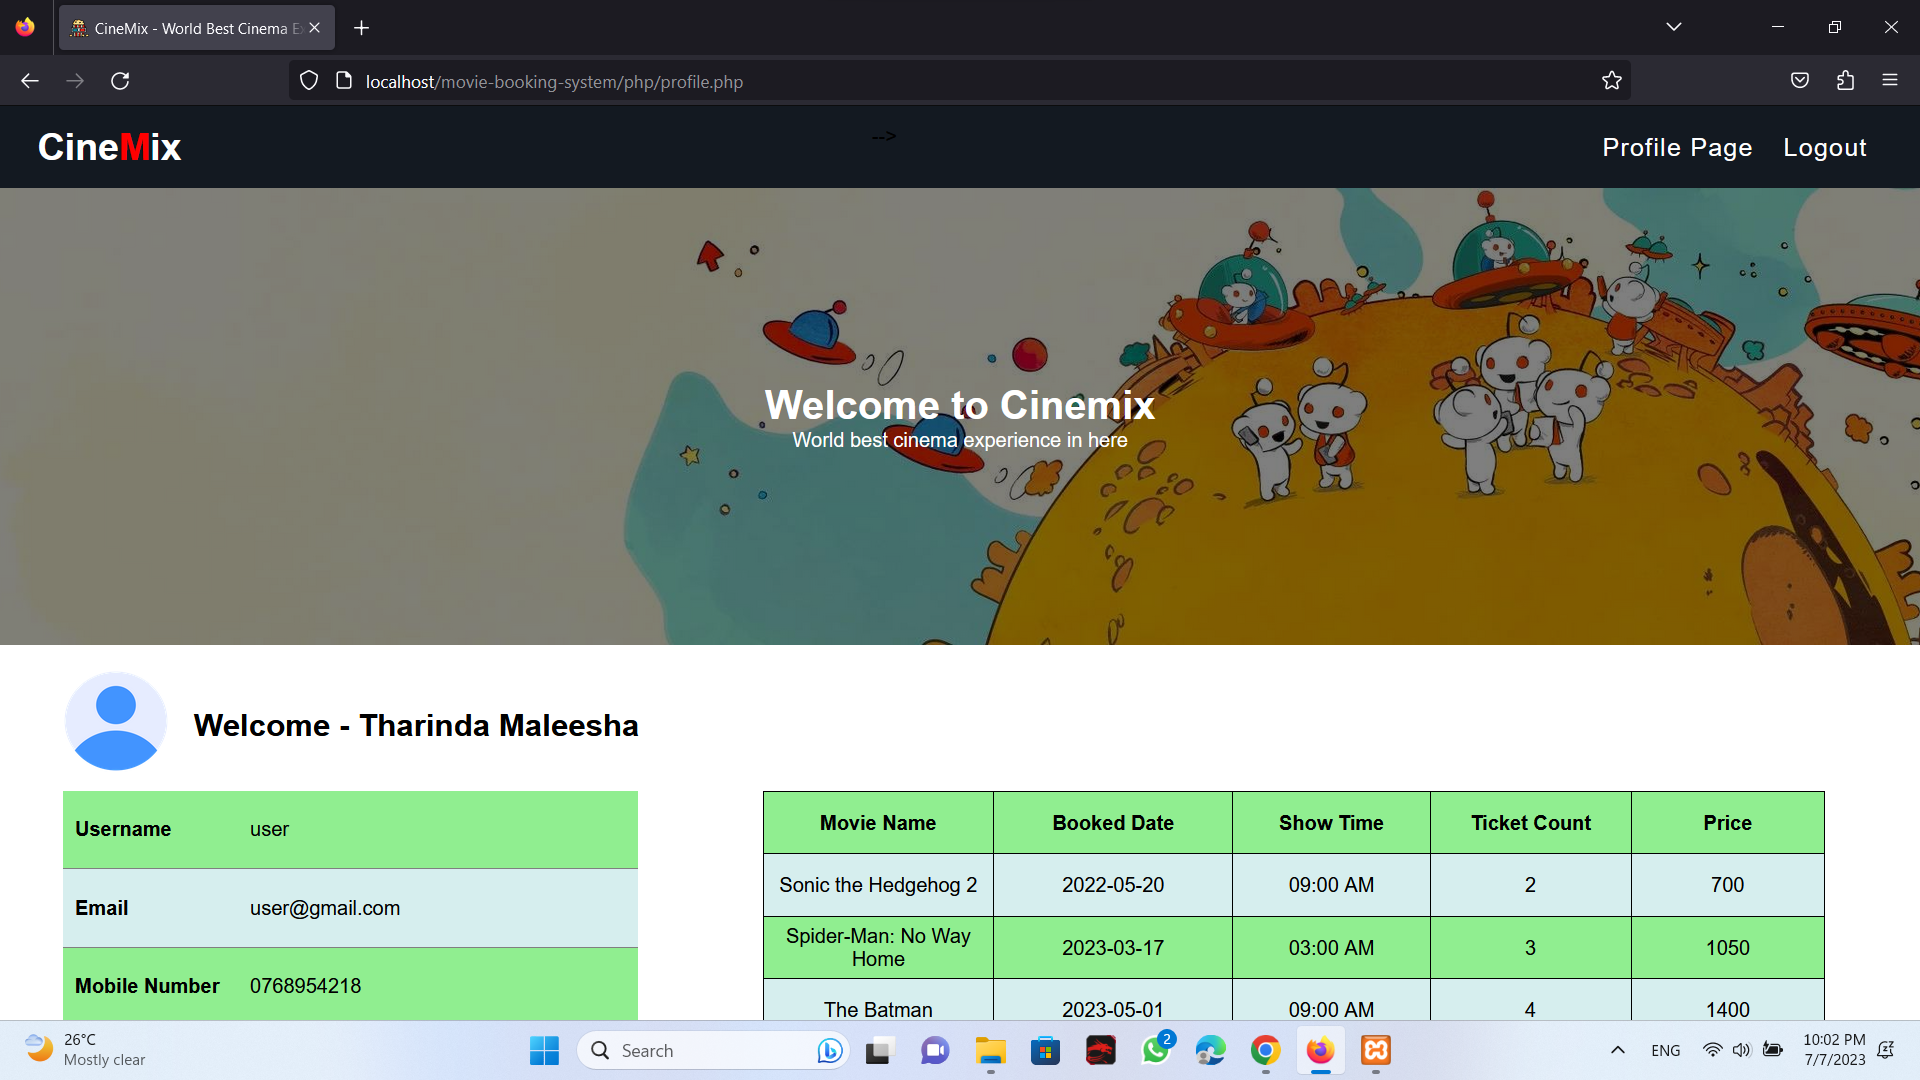 CineMix - World Best Cinema Ex
localhost/movie-booking-system/php/profile.php
CineMix
-->
Profile Page
Logout
Welcome to Cinemix
World best cinema experience in here
Welcome - Tharinda Maleesha
Username user
Email user@gmail.com
Mobile Number 0768954218
Movie Name Booked Date Show Time Ticket Count Price
Sonic the Hedgehog 2 2022-05-20 09:00 AM 2 700
Spider-Man: No Way
Home 2023-03-17 03:00 AM 3 1050
The Batman 2023-05-01 09:00 AM 4 1400
26°C
Mostly clear
Search
2
ENG
10:02 PM
7/7/2023